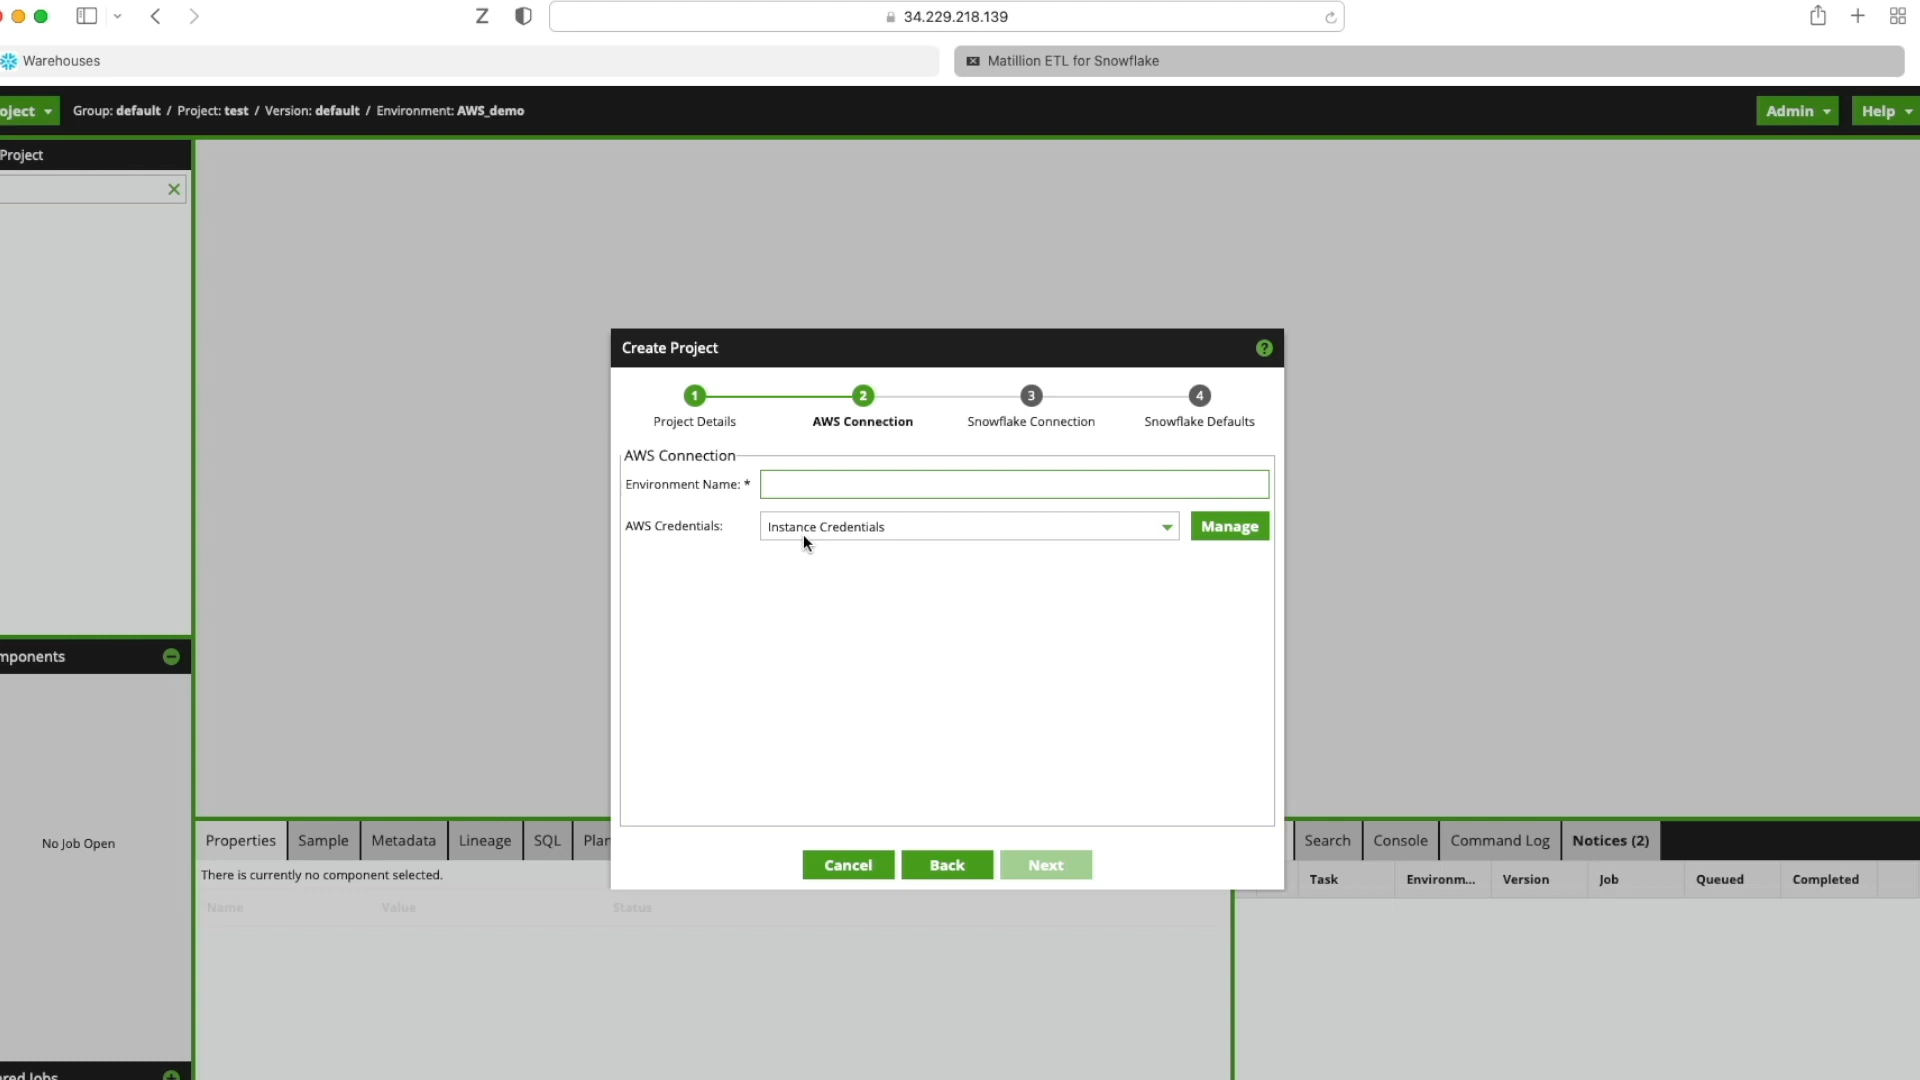 34.229.218.139
Warehouses
Matillion ETL for Snowflake
oject
Group: default / Project: test / Version: default / Environment: AWS_demo
Admin
Help
Project
Create Project
?
1
2
3
4
Project Details
AWS Connection
Snowflake Connection
Snowflake Defaults
AWS Connection
Environment Name: *
AWS Credentials:
Instance Credentials
Manage
mponents
No Job Open
Cancel
Back
Next
Properties
Sample
Metadata
Lineage
SQL
Plan
Search
Console
Command Log
Notices (2)
There is currently no component selected.
Task
Environm...
Version
Job
Queued
Completed
Name
Value
Status
ared Jobs